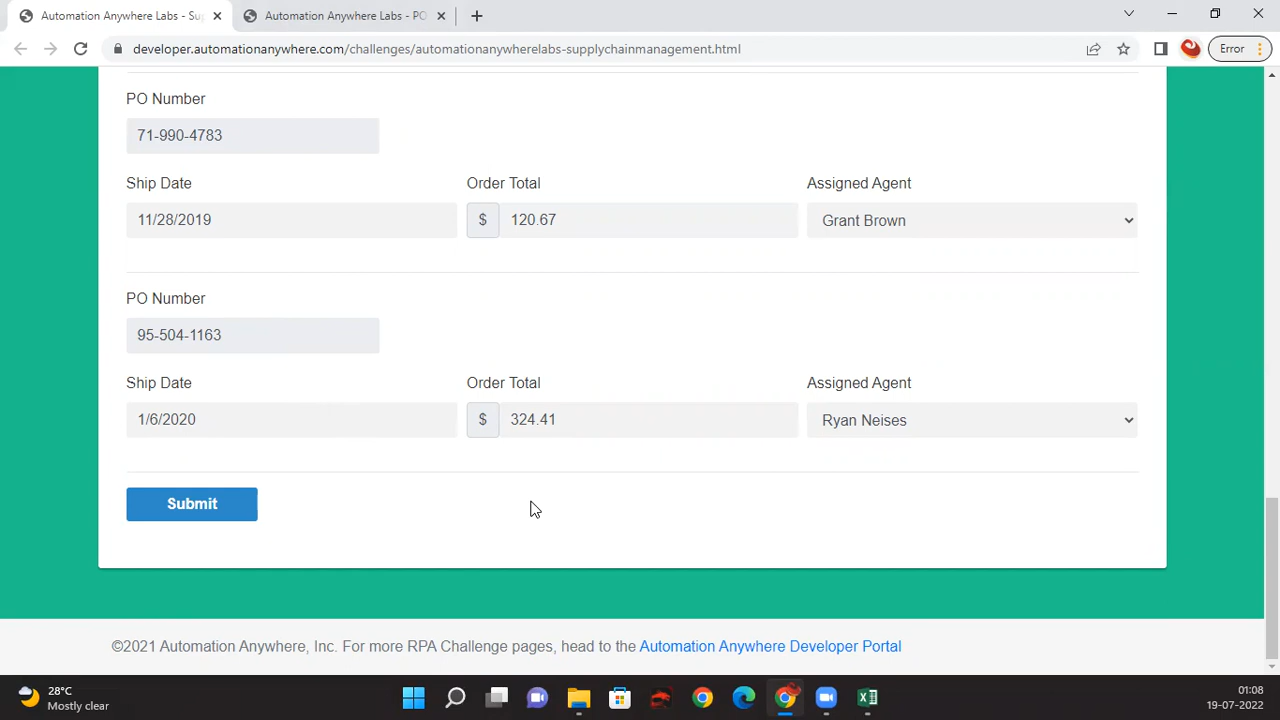 Automation Anywhere Labs - Sup
Automation Anywhere Labs - PO
developer.automationanywhere.com/challenges/automationanywherelabs-supplychainmanagement.html
Error
PO Number
71-990-4783
Ship Date Order Total Assigned Agent
11/28/2019 $ 120.67 Grant Brown
PO Number
95-504-1163
Ship Date Order Total Assigned Agent
1/6/2020 $ 324.41 Ryan Neises
Submit
©2021 Automation Anywhere, Inc. For more RPA Challenge pages, head to the Automation Anywhere Developer Portal
28°C
Mostly clear
01:08
19-07-2022